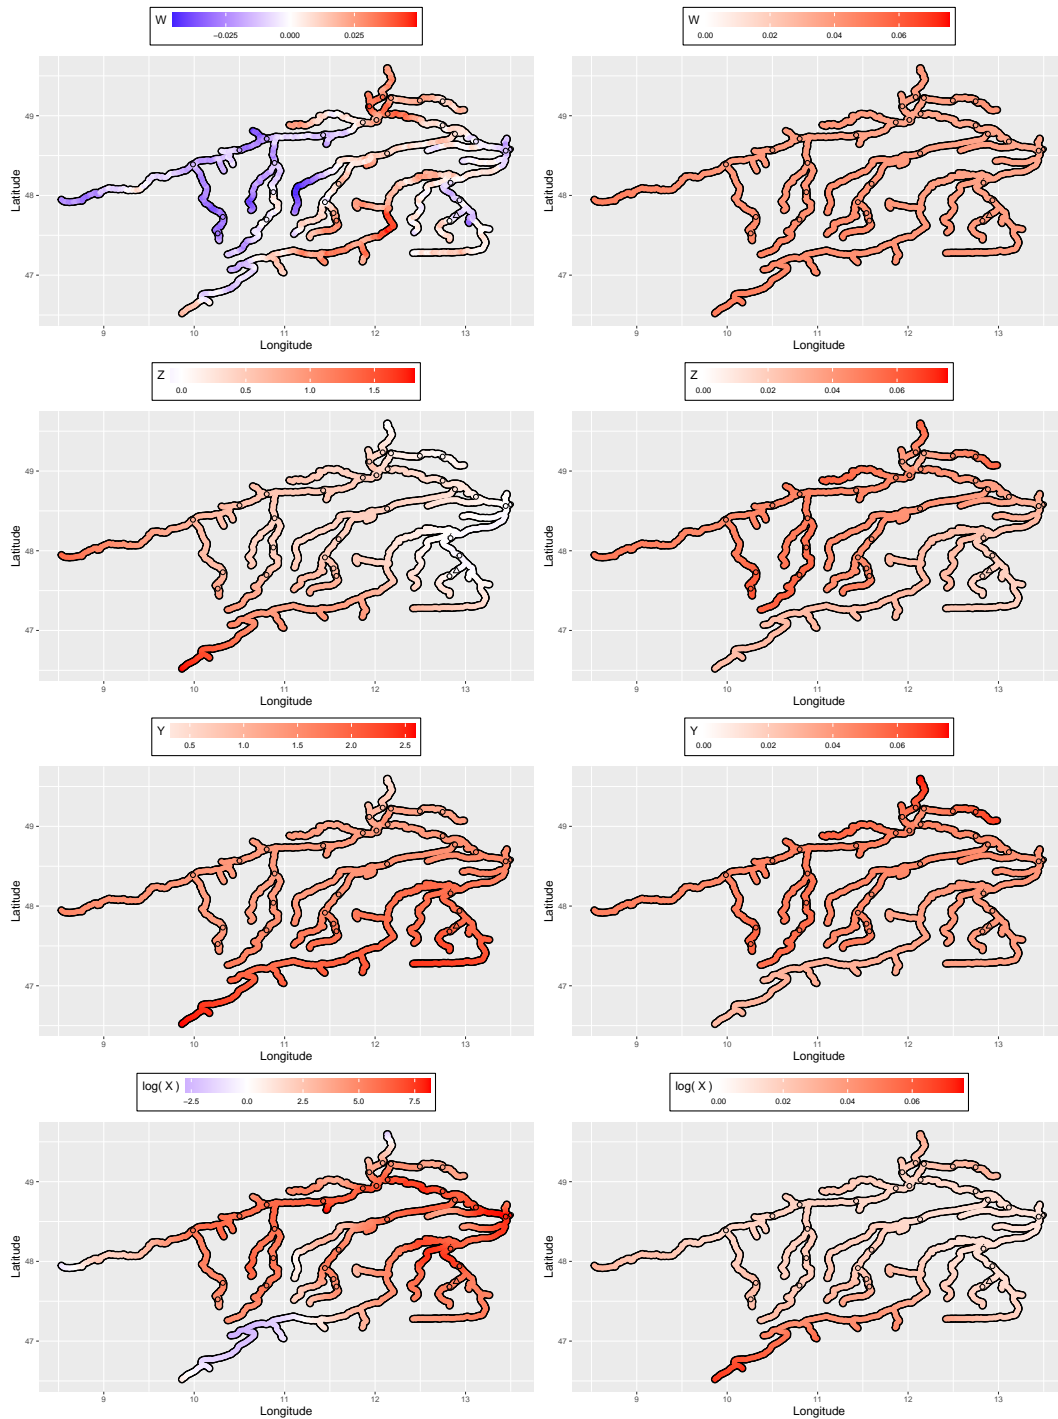 W −0.025 0.000 0.025
W 0.00 0.02 0.04 0.06
49
48
47
Latitude
9 10 11 12 13
Longitude
49
48
47
Latitude
9 10 11 12 13
Longitude
Z 0.0 0.5 1.0 1.5
Z 0.00 0.02 0.04 0.06
49
48
47
Latitude
9 10 11 12 13
Longitude
49
48
47
Latitude
9 10 11 12 13
Longitude
Y 0.5 1.0 1.5 2.0 2.5
Y 0.00 0.02 0.04 0.06
49
48
47
Latitude
9 10 11 12 13
Longitude
49
48
47
Latitude
9 10 11 12 13
Longitude
log( X ) −2.5 0.0 2.5 5.0 7.5
log( X ) 0.00 0.02 0.04 0.06
49
48
47
Latitude
9 10 11 12 13
Longitude
49
48
47
Latitude
9 10 11 12 13
Longitude